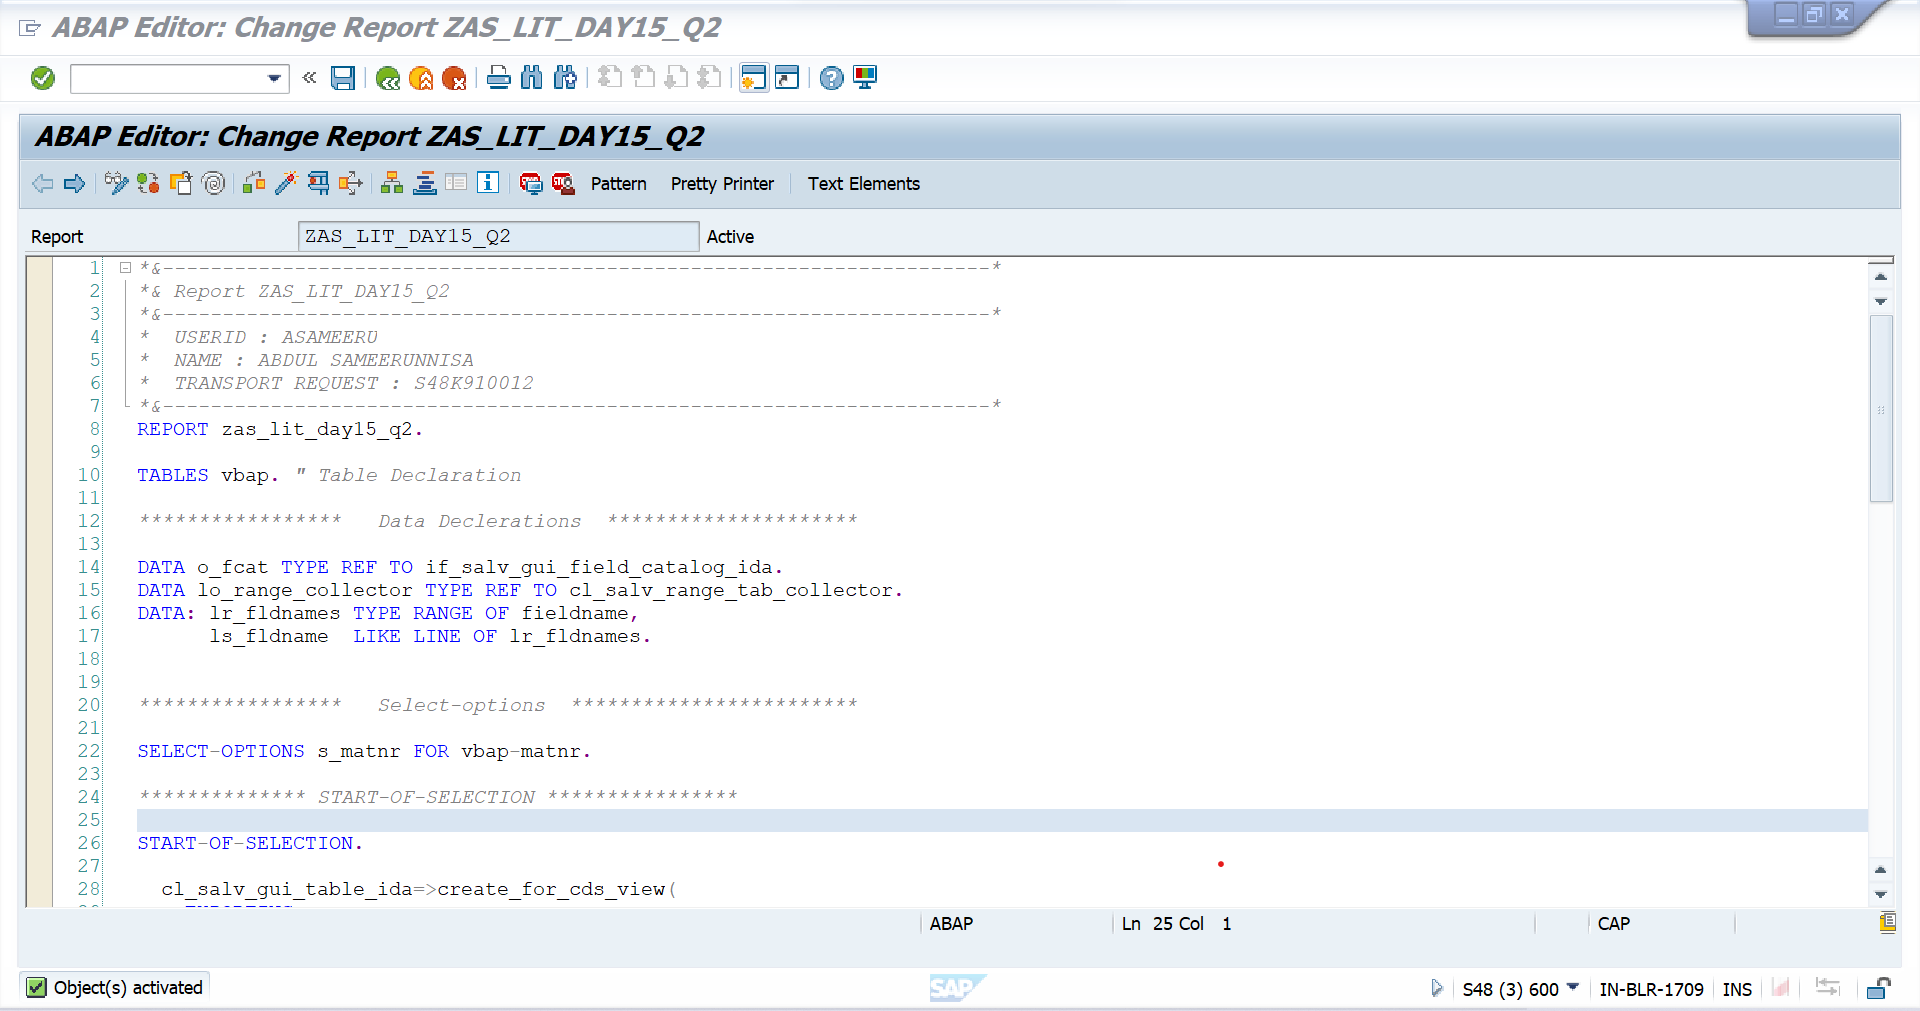 ABAP Editor: Change Report ZAS_LIT_DAY15_Q2
ABAP Editor: Change Report ZAS_LIT_DAY15_Q2
Pattern Pretty Printer Text Elements
Report ZAS_LIT_DAY15_Q2 Active
1 *&---------------------------------------------------------------------*
2 *& Report ZAS_LIT_DAY15_Q2
3 *&---------------------------------------------------------------------*
4 *  USERID : ASAMEERU
5 *  NAME : ABDUL SAMEERUNNISA
6 *  TRANSPORT REQUEST : S48K910012
7 *&---------------------------------------------------------------------*
8 REPORT zas_lit_day15_q2.
9
10 TABLES vbap. " Table Declaration
11
12 *****************   Data Declerations  *********************
13
14 DATA o_fcat TYPE REF TO if_salv_gui_field_catalog_ida.
15 DATA lo_range_collector TYPE REF TO cl_salv_range_tab_collector.
16 DATA: lr_fldnames TYPE RANGE OF fieldname,
17       ls_fldname  LIKE LINE OF lr_fldnames.
18
19
20 *****************   Select-options  ************************
21
22 SELECT-OPTIONS s_matnr FOR vbap-matnr.
23
24 ************** START-OF-SELECTION ****************
25
26 START-OF-SELECTION.
27
28   cl_salv_gui_table_ida=>create_for_cds_view(
ABAP Ln 25 Col 1 CAP
Object(s) activated SAP S48 (3) 600 IN-BLR-1709 INS